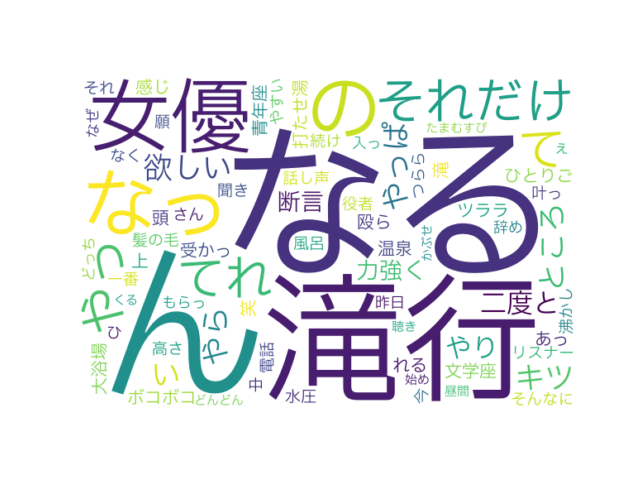 それ
感じ
女優
の
それだけ
なぜ
願
青年座
やすい
打たせ湯
続け
入っ
たまむすび
ぇ
なく
欲しい
聞き
なる
話し声
やっぱ
つらら
滝
て
ひとりご
叶っ
なっ
頭
さん
断言
役者
殴ら
ツララ
辞め
ところ
どっち
髪の毛
受かっ
風呂
温泉
かぶせ
上
一番
やっ
てれ
力強く
二度と
沸かし
くる
もらっ
ん
滝行
昨日
聴き
あっ
ひ
笑
やら
高さ
電話
れる
やり
リスナー
大浴場
い
中
水圧
始め
今
文学座
昼間
キツ
そんなに
ボコボコ
どんどん